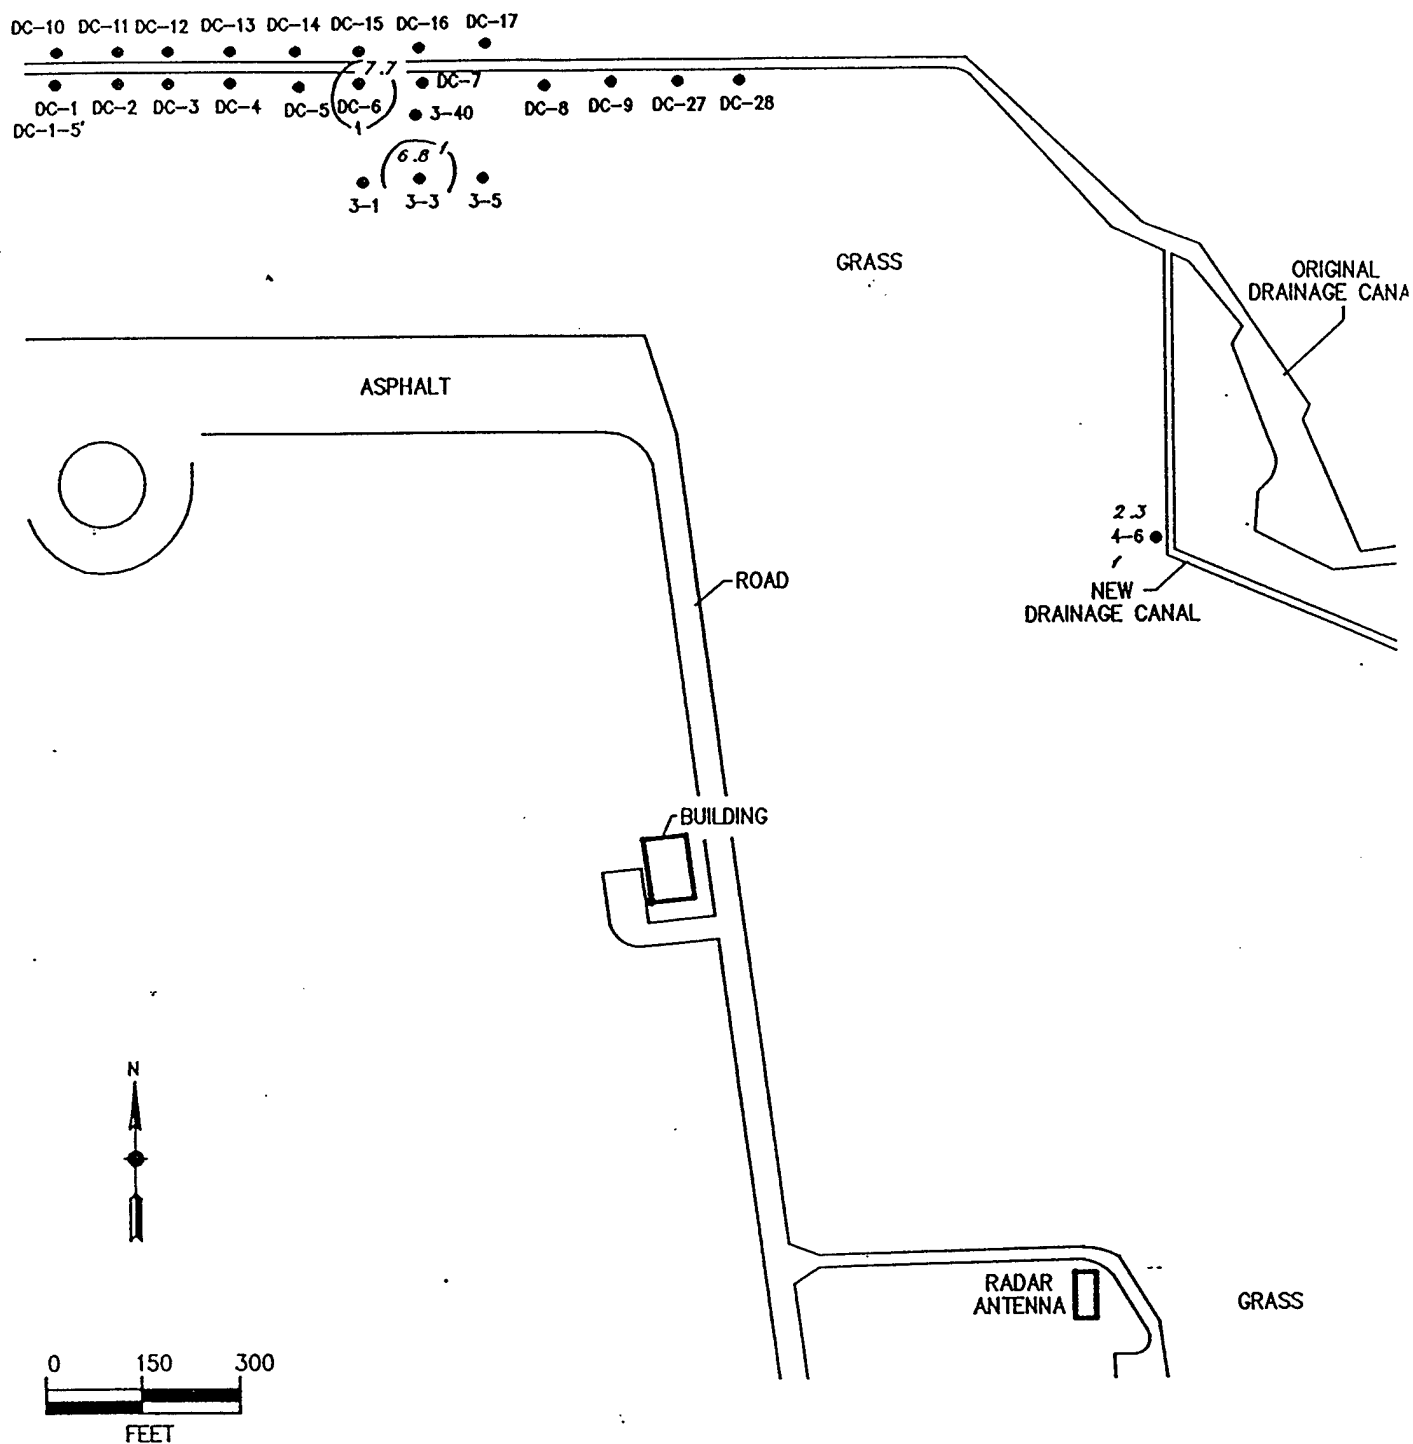 DC-10 DC-11 DC-12 DC-13 DC-14 DC-15 DC-16 DC-17
7.7
DC-7
DC-1 DC-2 DC-3 DC-4 DC-5 DC-6 DC-8 DC-9 DC-27 DC-28
DC-1-5'
1
3-40
6.8 1
3-1 3-3 3-5
GRASS
ORIGINAL
DRAINAGE CANA
ASPHALT
2.3
4-6
1
ROAD
NEW
DRAINAGE CANAL
BUILDING
N
RADAR
ANTENNA
GRASS
0 150 300
FEET